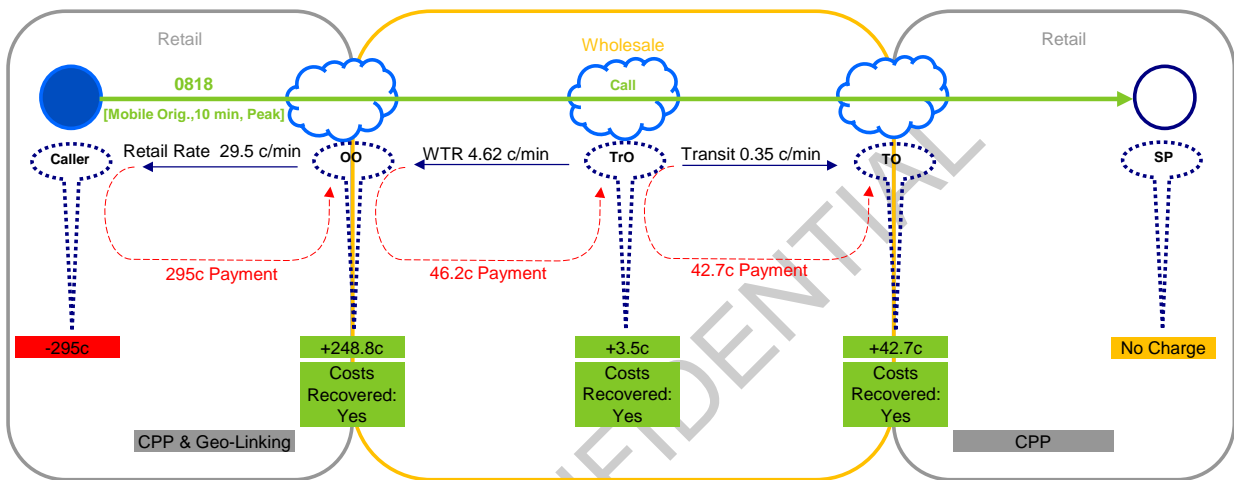 Retail
Wholesale
Retail
0818
Call
[Mobile Orig.,10 min, Peak]
Caller
Retail Rate 29.5 c/min
OO
WTR 4.62 c/min
TrO
Transit 0.35 c/min
TO
SP
295c Payment
46.2c Payment
42.7c Payment
-295c
+248.8c
+3.5c
+42.7c
No Charge
Costs
Recovered:
Yes
Costs
Recovered:
Yes
Costs
Recovered:
Yes
CPP & Geo-Linking
CPP
NFIDENTIAL